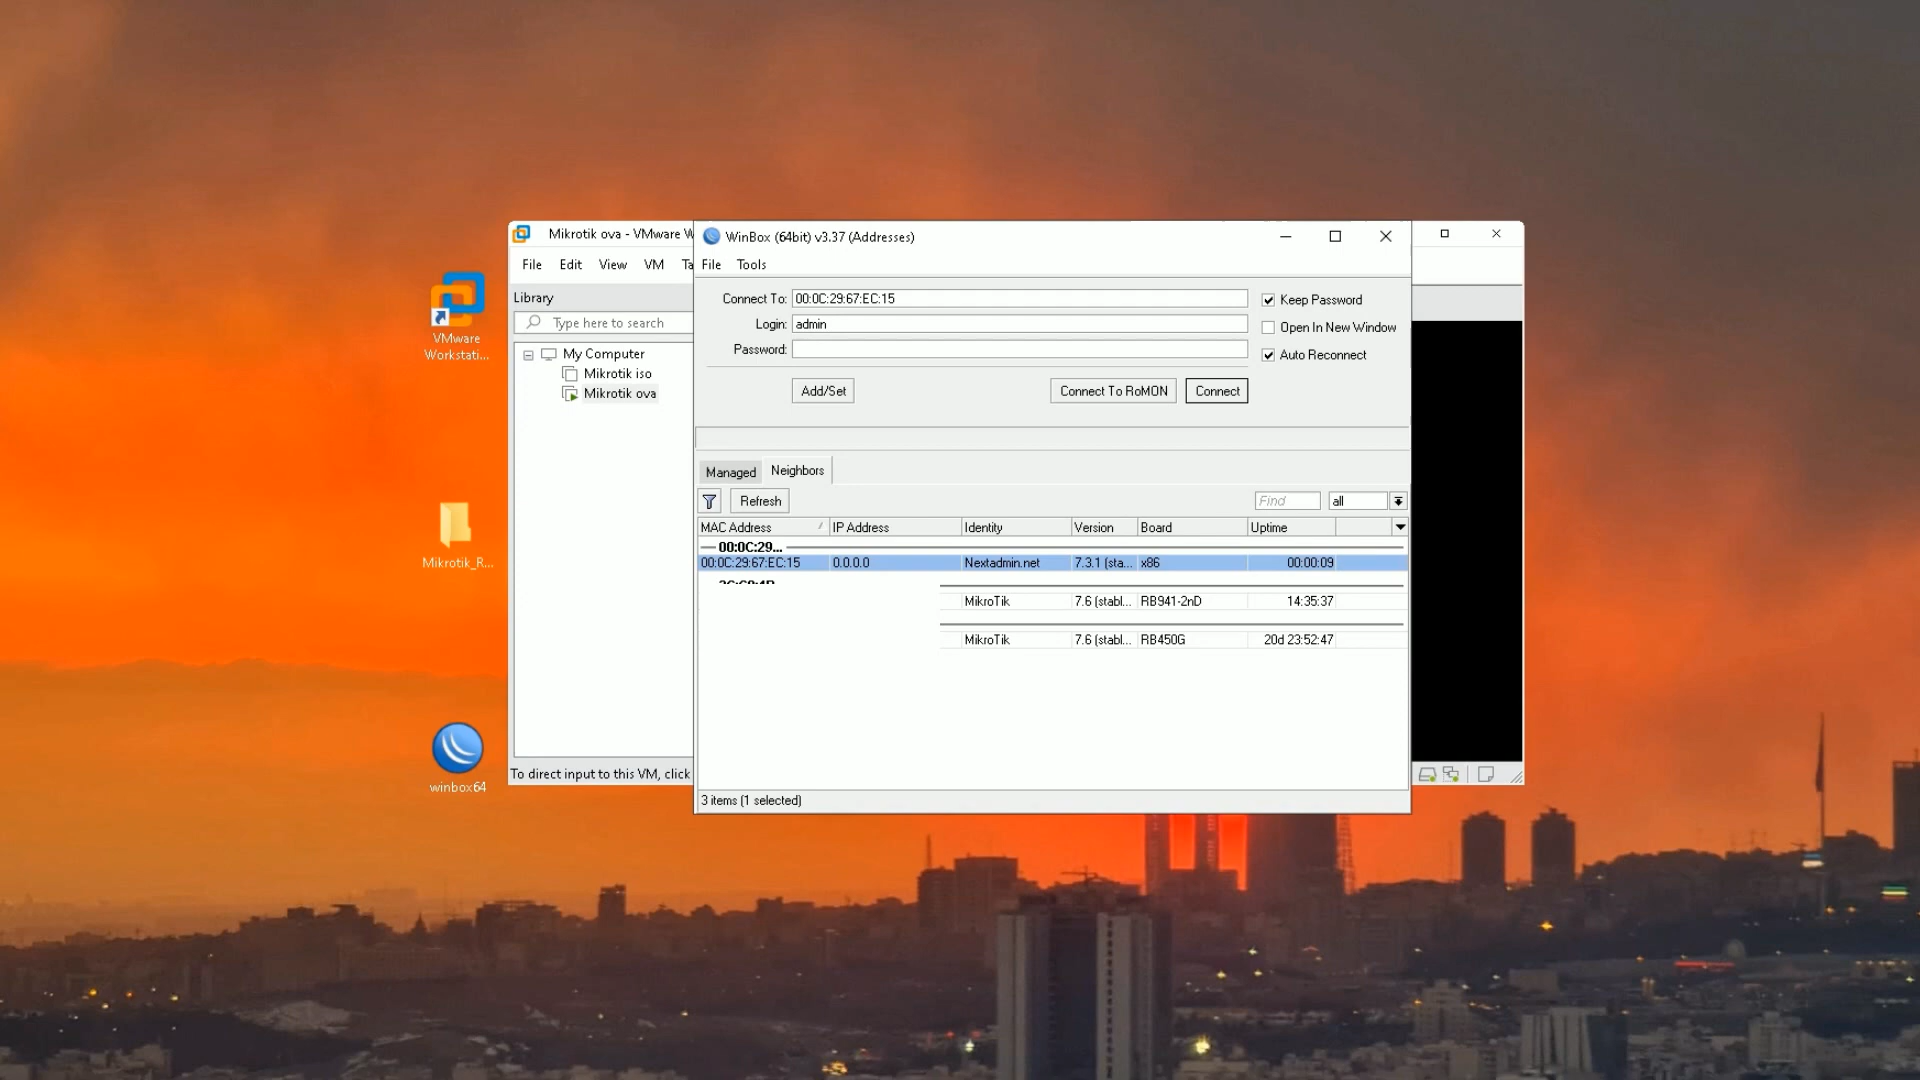 Mikrotik ova - VMware W
File Edit View VM Ta
Library
Type here to search
My Computer
Mikrotik iso
Mikrotik ova
To direct input to this VM, click
VMware
Workstati...
Mikrotik_R...
winbox64
WinBox (64bit) v3.37 (Addresses)
File Tools
Connect To: 00:0C:29:67:EC:15
Keep Password
Login: admin
Open In New Window
Password:
Auto Reconnect
Add/Set Connect To RoMON Connect
Managed Neighbors
Refresh Find all
MAC Address IP Address Identity Version Board Uptime
00:0C:29...
00:0C:29:67:EC:15 0.0.0.0 Nextadmin.net 7.3.1 (sta... x86 00:00:09
MikroTik 7.6 (stabl... RB941-2nD 14:35:37
MikroTik 7.6 (stabl... RB450G 20d 23:52:47
3 items (1 selected)